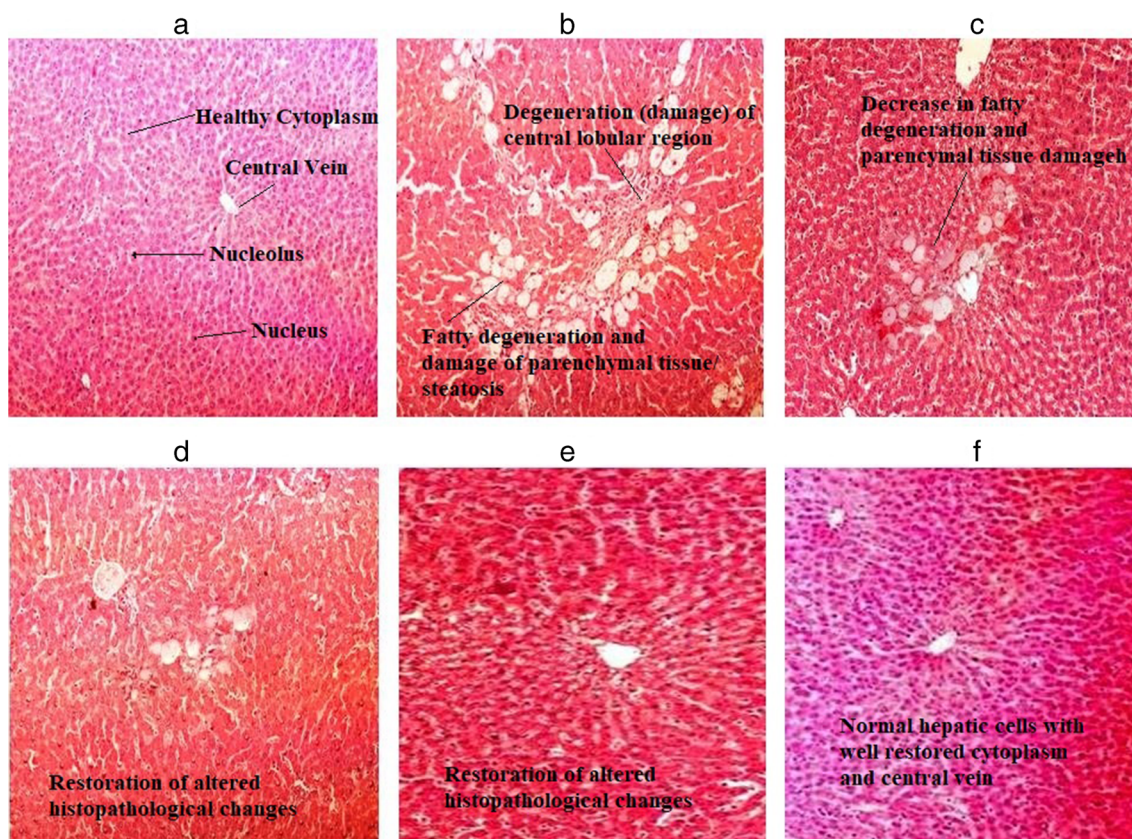 a
b
c
Healthy Cytoplasm
Central Vein
Nucleolus
Nucleus
Degeneration (damage) of
central lobular region
Fatty degeneration and
damage of parenchymal tissue/
steatosis
Decrease in fatty
degeneration and
parencymal tissue damageh
d
e
f
Restoration of altered
histopathological changes
Restoration of altered
histopathological changes
Normal hepatic cells with
well restored cytoplasm
and central vein